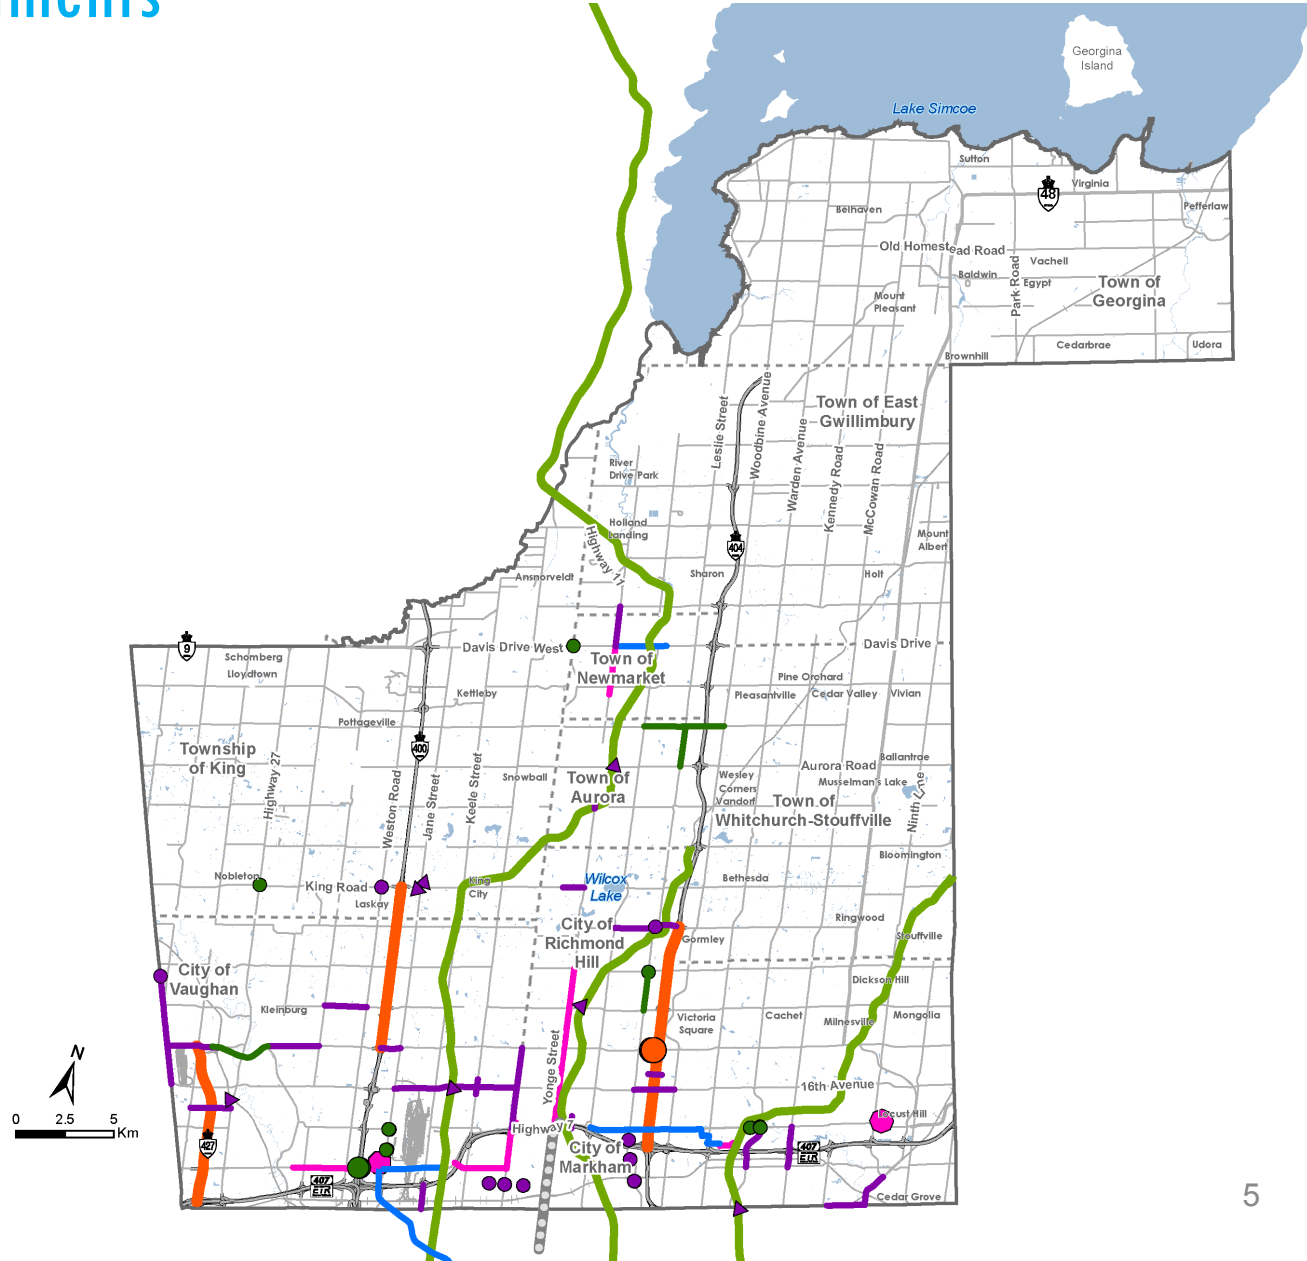 Georgina
Island
Lake Simcoe
Sutton
Virginia
48
Belhaven
Pefferlaw
Old Homestead Road
Vachell
Baldwin
Egypt
Park Road
Town of
Georgina
Mount
Pleasant
Cedarbrae
Udora
Brownhill
Town of East
Gwillimbury
Leslie Street
Woodbine Avenue
Warden Avenue
Kennedy Road
McCowan Road
River
Drive Park
Holland
Landing
Highway 11
404
Mount
Albert
Ansnorveldt
Sharon
Holt
9
Schomberg
Lloydtown
Davis Drive West
Davis Drive
Town of
Newmarket
Pine Orchard
Kettleby
Pleasantville
Cedar Valley
Vivian
Pottageville
Township
of King
400
Highway 27
Weston Road
Jane Street
Keele Street
Snowball
Town of
Aurora
Wesley
Corners
Vandorf
Aurora Road
Ballantrae
Musselman's Lake
Town of
Whitchurch-Stouffville
Ninth Line
Bloomington
Nobleton
King Road
Laskay
King
City
Wilcox
Lake
Bethesda
Ringwood
City of
Richmond
Hill
Gormley
Stouffville
City of
Vaughan
Dickson Hill
Kleinburg
Victoria
Square
Cachet
Milnesville
Mongolia
N
Yonge Street
16th Avenue
0 2.5 5
Km
Locust Hill
Highway 7
427
City of
Markham
407
ETR
407
ETR
Cedar Grove
5